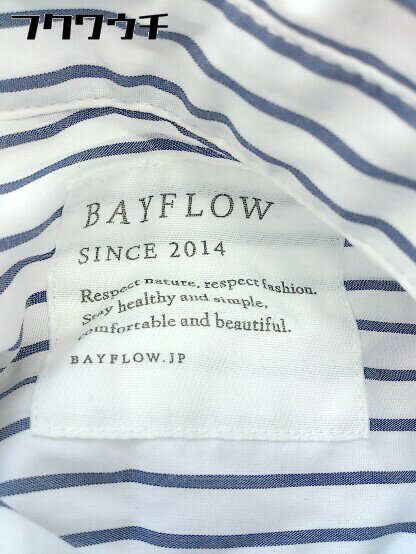 フクウクチ
BAYFLOW
SINCE 2014
Respect nature, respect fashion.
Stay healthy and simple,
comfortable and beautiful.
BAYFLOW.JP